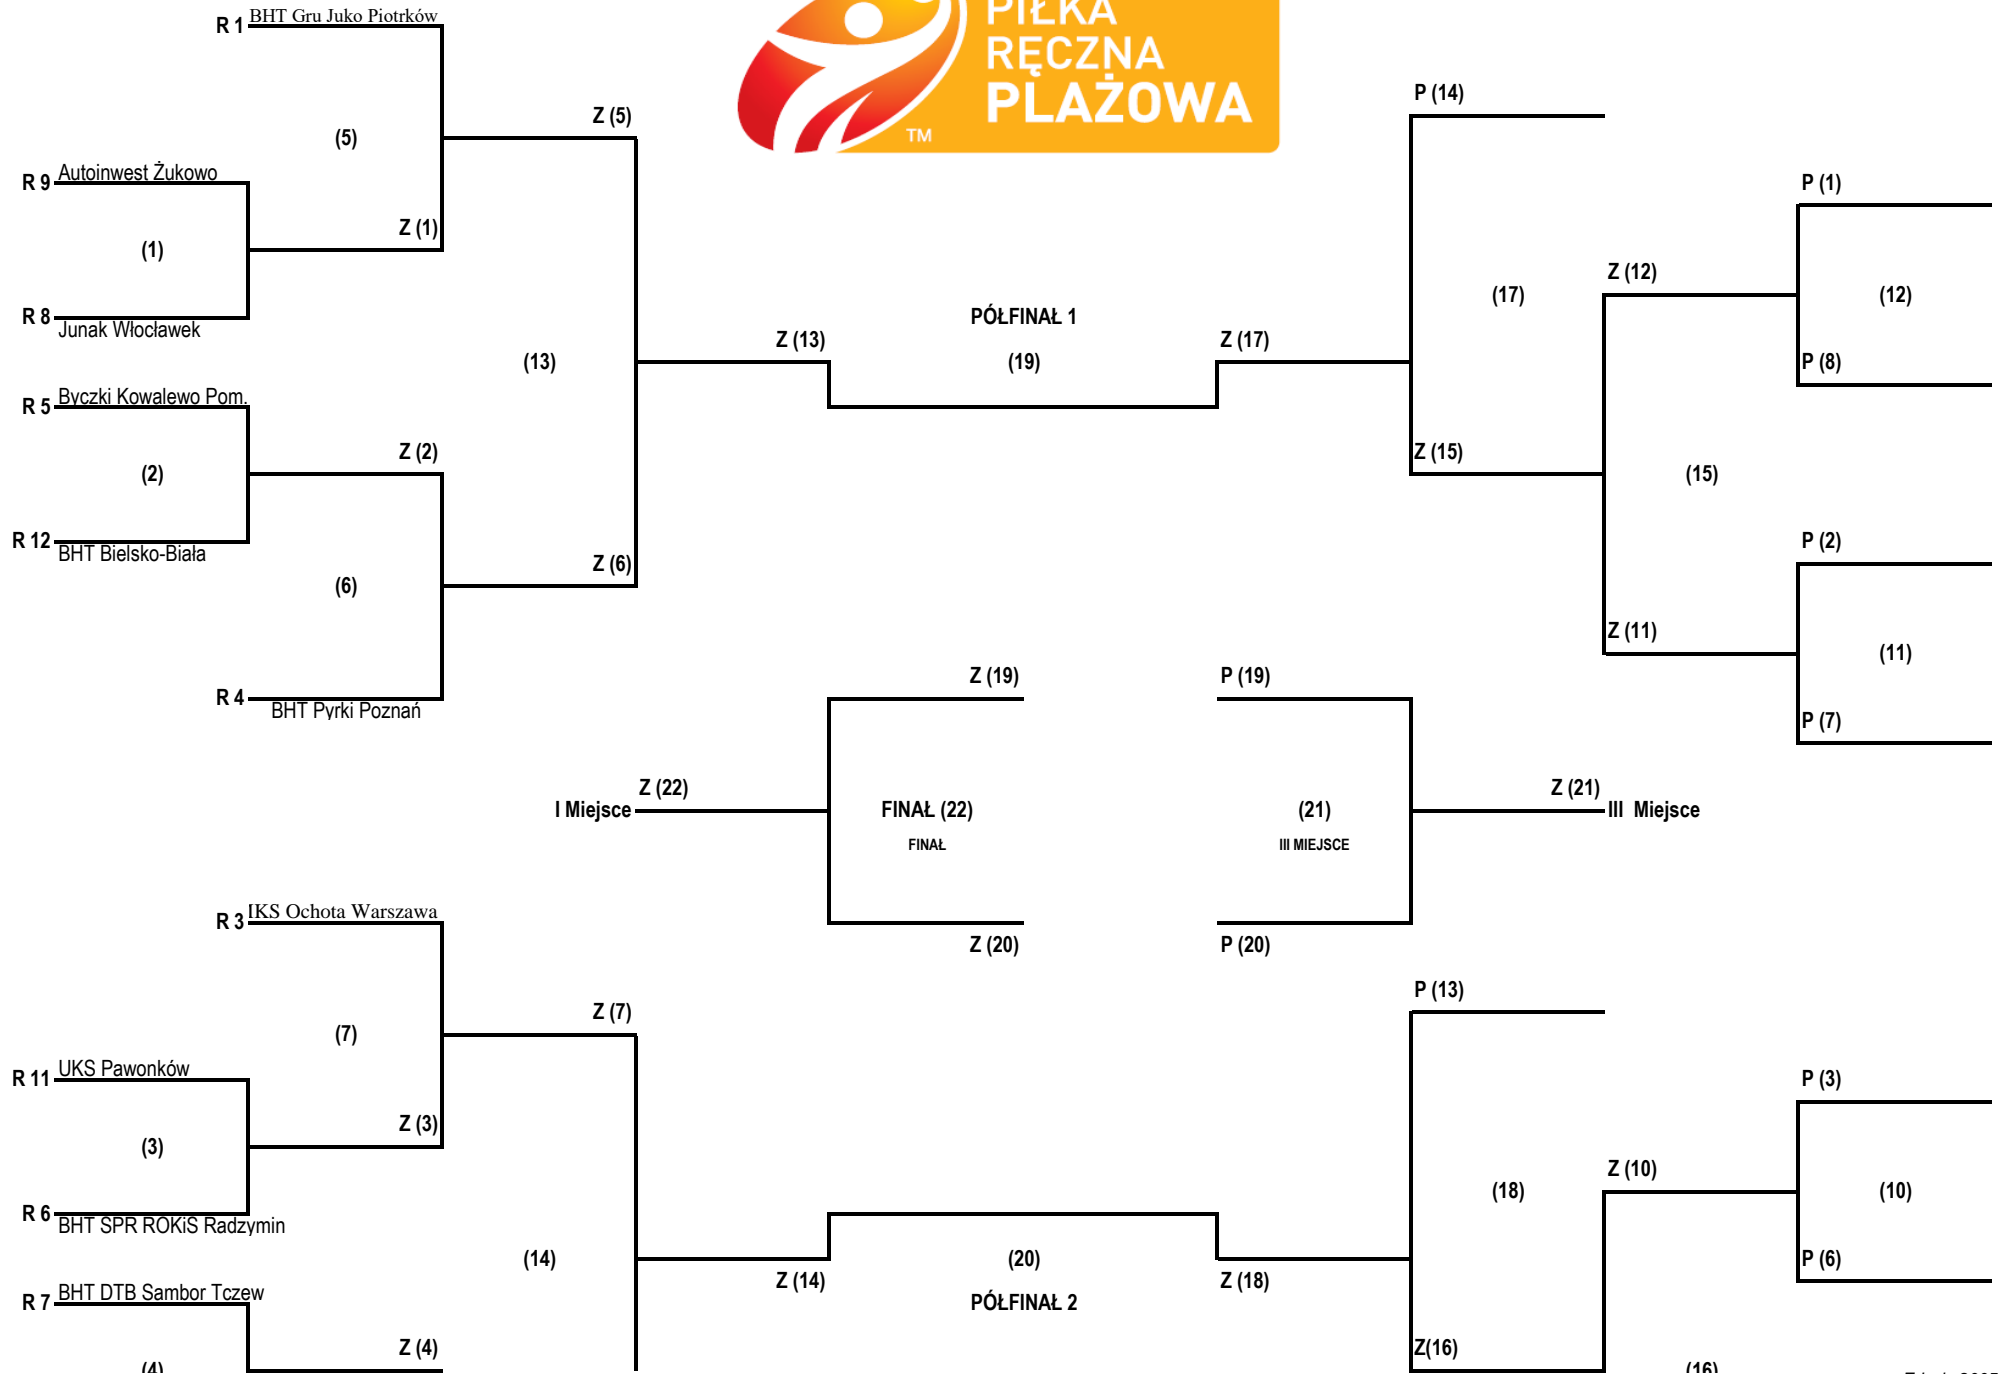 PIŁKA
RĘCZNA
PLAŻOWA
TM
R 1 BHT Gru Juko Piotrków
(5)
Z (5)
P (14)
R 9 Autoinwest Żukowo
P (1)
Z (1)
(1)
Z (12)
(17)
(12)
R 8
Junak Włocławek
PÓŁFINAŁ 1
Z (13)
Z (17)
(13)
(19)
P (8)
R 5 Byczki Kowalewo Pom.
Z (2)
Z (15)
(2)
(15)
R 12
BHT Bielsko-Biała
P (2)
Z (6)
(6)
Z (11)
(11)
Z (19)
P (19)
R 4
BHT Pyrki Poznań
P (7)
Z (22)
Z (21)
I Miejsce
FINAŁ (22)
(21)
III Miejsce
FINAŁ
III MIEJSCE
R 3 IKS Ochota Warszawa
Z (20)
P (20)
P (13)
Z (7)
(7)
R 11 UKS Pawonków
P (3)
Z (3)
(3)
Z (10)
(18)
(10)
R 6
BHT SPR ROKiS Radzymin
(14)
(20)
P (6)
Z (14)
Z (18)
R 7 BHT DTB Sambor Tczew
PÓŁFINAŁ 2
Z (4)
Z(16)
(4)
(16)